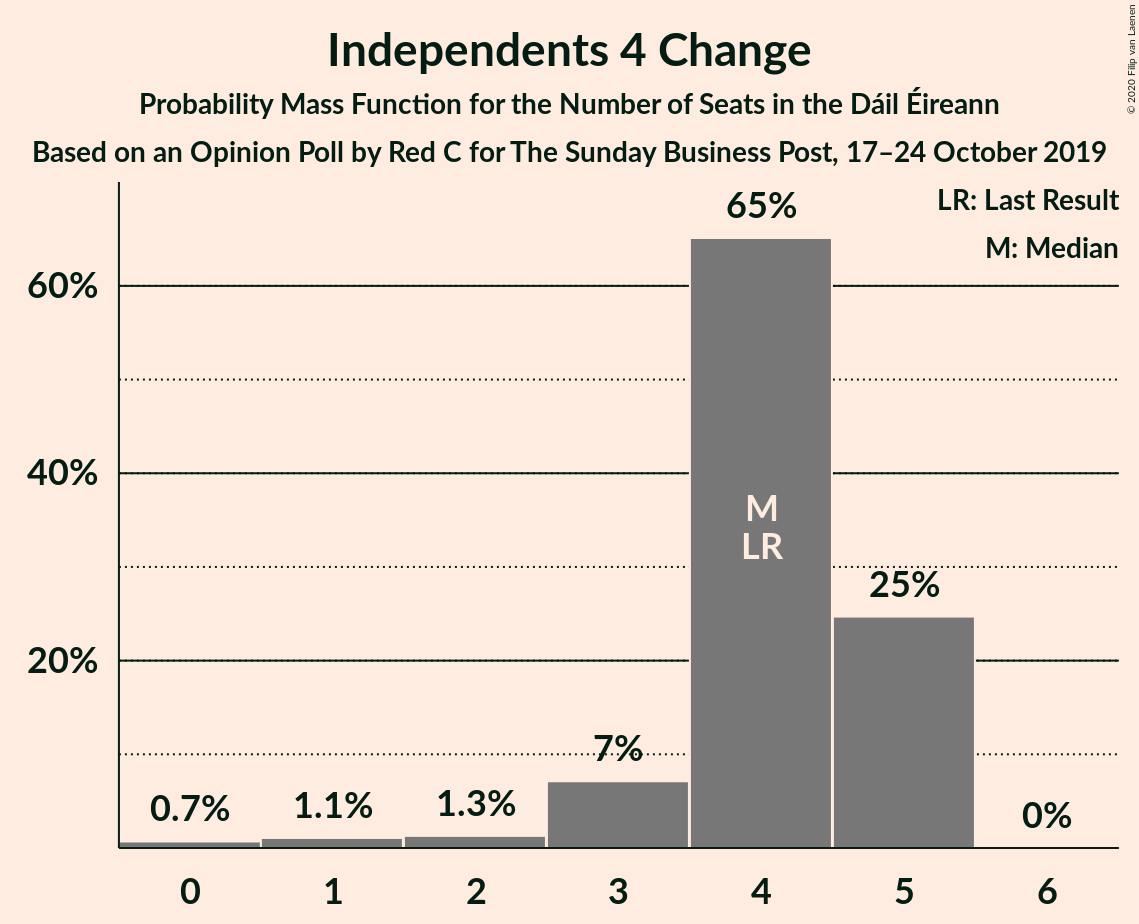 Independents 4 Change
Probability Mass Function for the Number of Seats in the Dáil Éireann
Based on an Opinion Poll by Red C for The Sunday Business Post, 17–24 October 2019
© 2020 Filip van Laenen
LR: Last Result
M: Median
65%
60%
40%
M
LR
25%
20%
7%
0.7%
1.1%
1.3%
0%
0 1 2 3 4 5 6